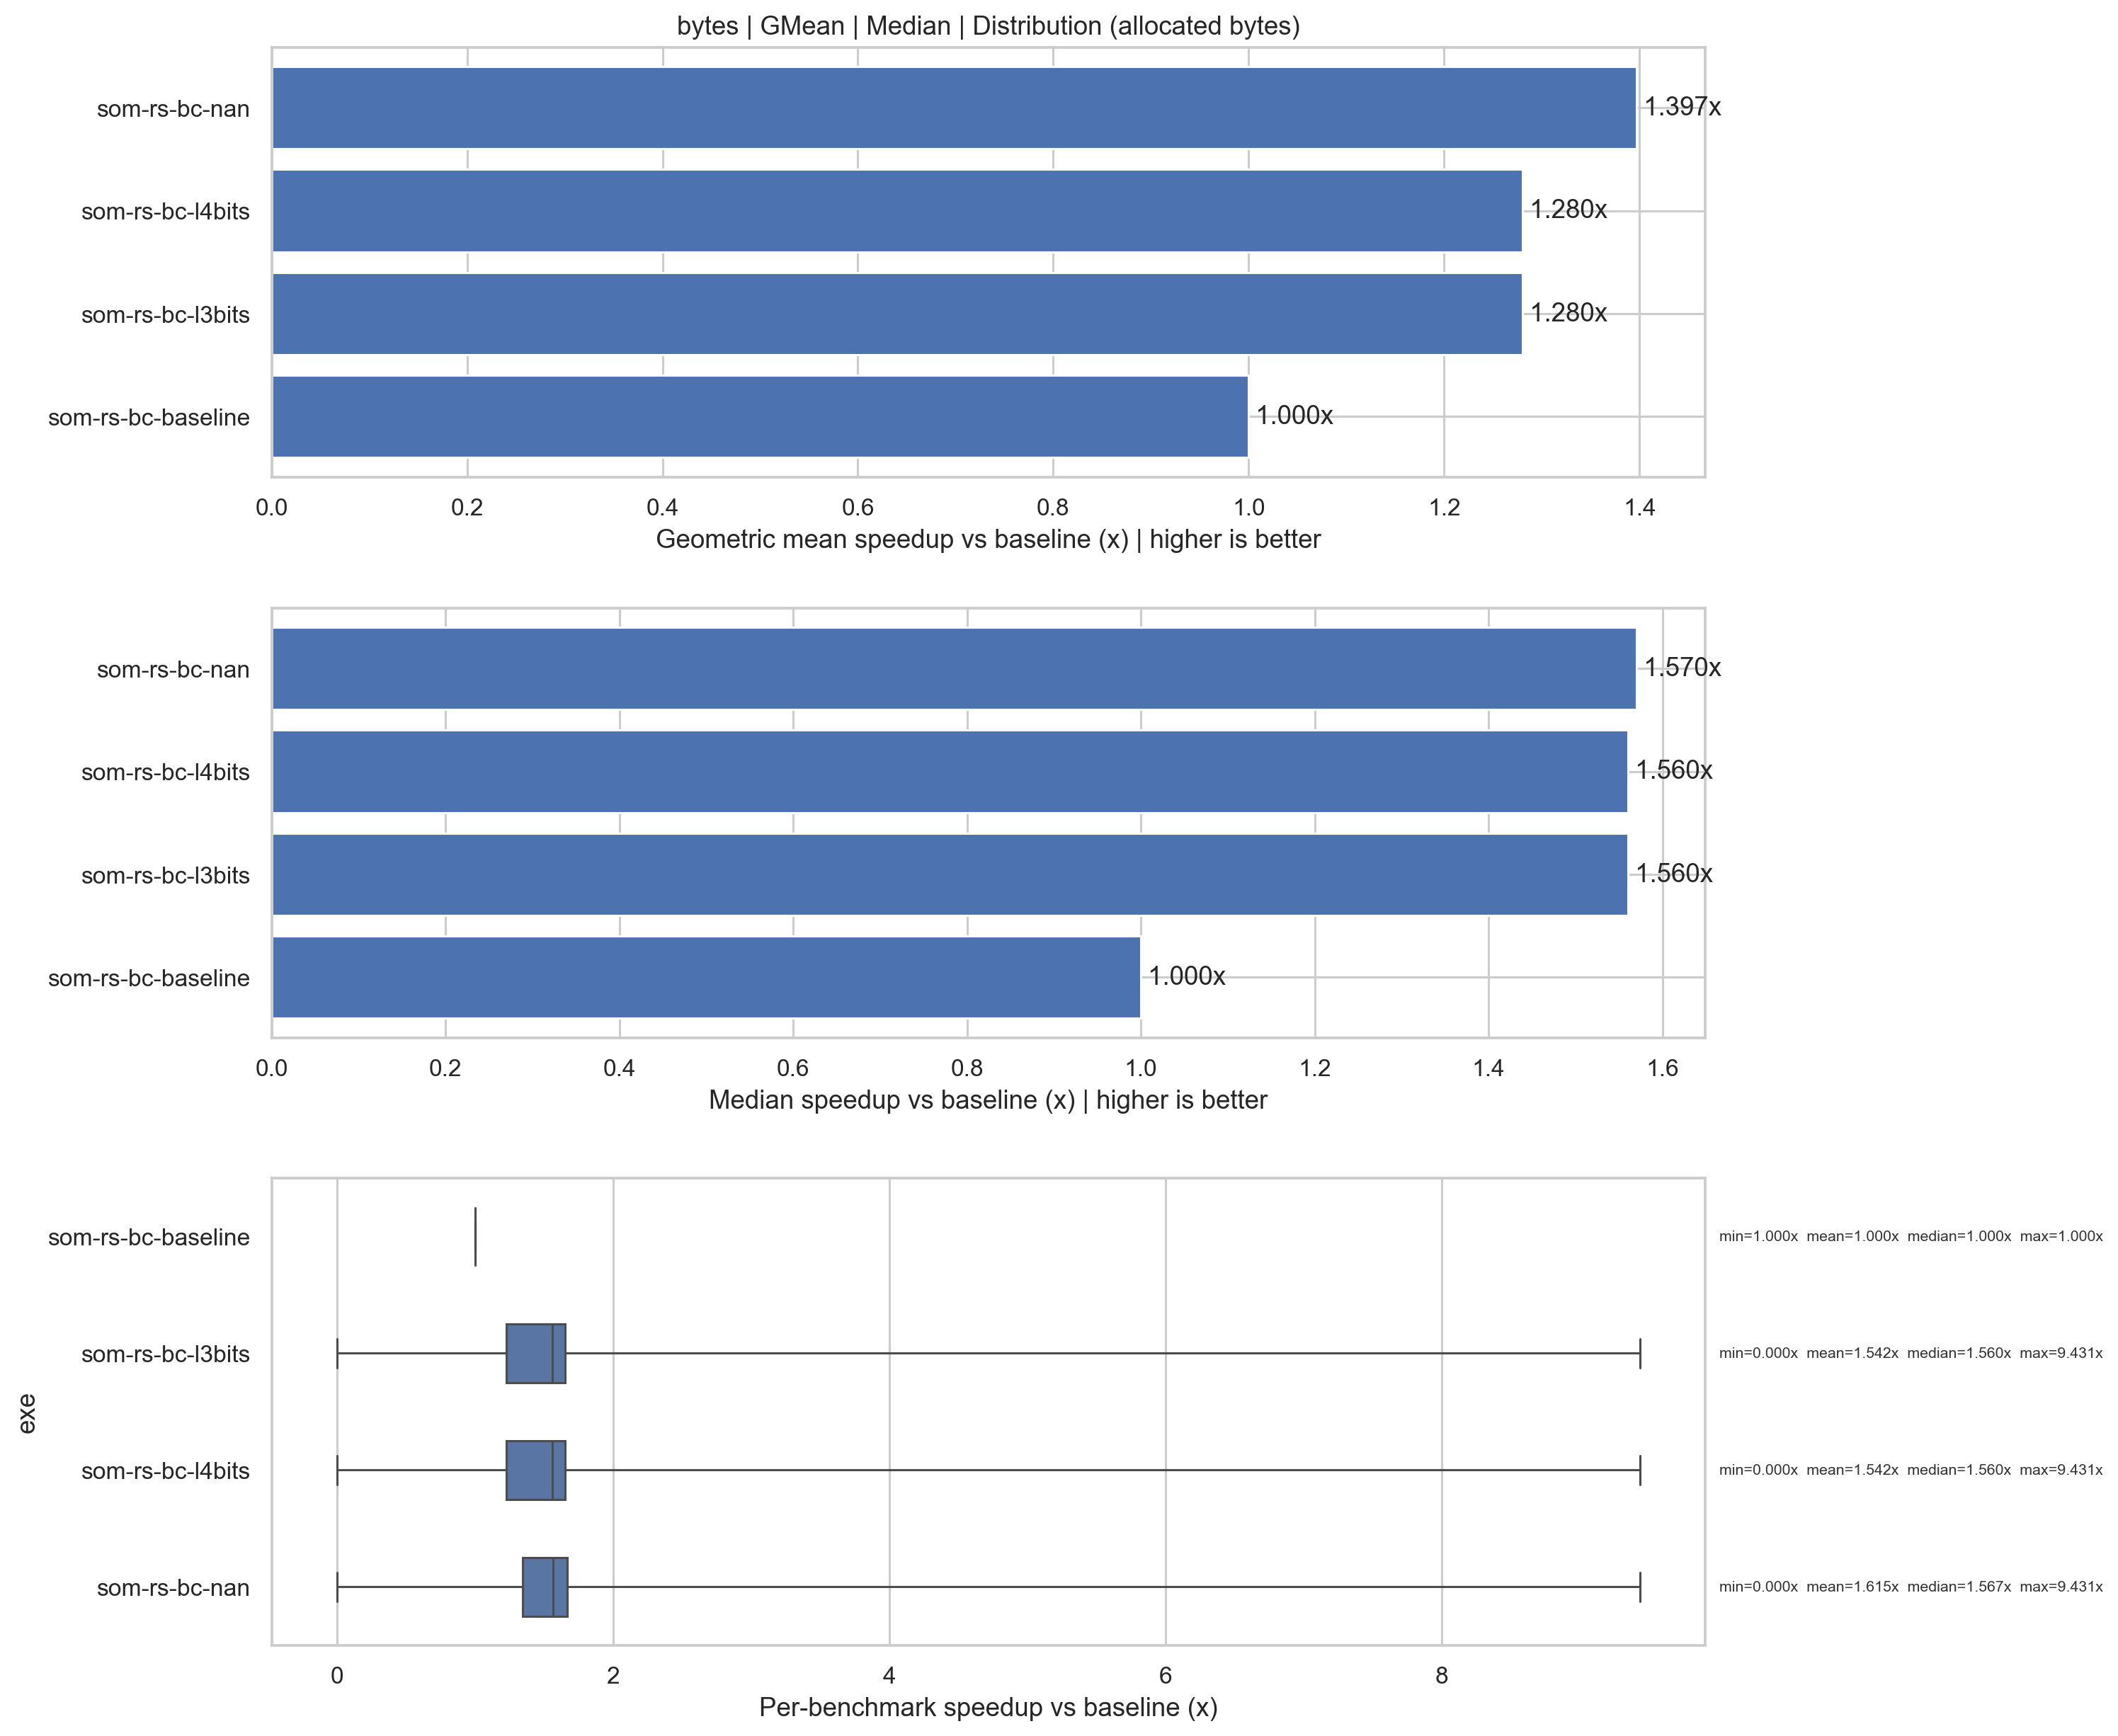 bytes | GMean | Median | Distribution (allocated bytes)
som-rs-bc-nan
1.397x
som-rs-bc-l4bits
1.280x
som-rs-bc-l3bits
1.280x
som-rs-bc-baseline
1.000x
0.0 0.2 0.4 0.6 0.8 1.0 1.2 1.4
Geometric mean speedup vs baseline (x) | higher is better
som-rs-bc-nan
1.570x
som-rs-bc-l4bits
1.560x
som-rs-bc-l3bits
1.560x
som-rs-bc-baseline
1.000x
0.0 0.2 0.4 0.6 0.8 1.0 1.2 1.4 1.6
Median speedup vs baseline (x) | higher is better
exe
som-rs-bc-baseline
min=1.000x mean=1.000x median=1.000x max=1.000x
som-rs-bc-l3bits
min=0.000x mean=1.542x median=1.560x max=9.431x
som-rs-bc-l4bits
min=0.000x mean=1.542x median=1.560x max=9.431x
som-rs-bc-nan
min=0.000x mean=1.615x median=1.567x max=9.431x
0 2 4 6 8
Per-benchmark speedup vs baseline (x)